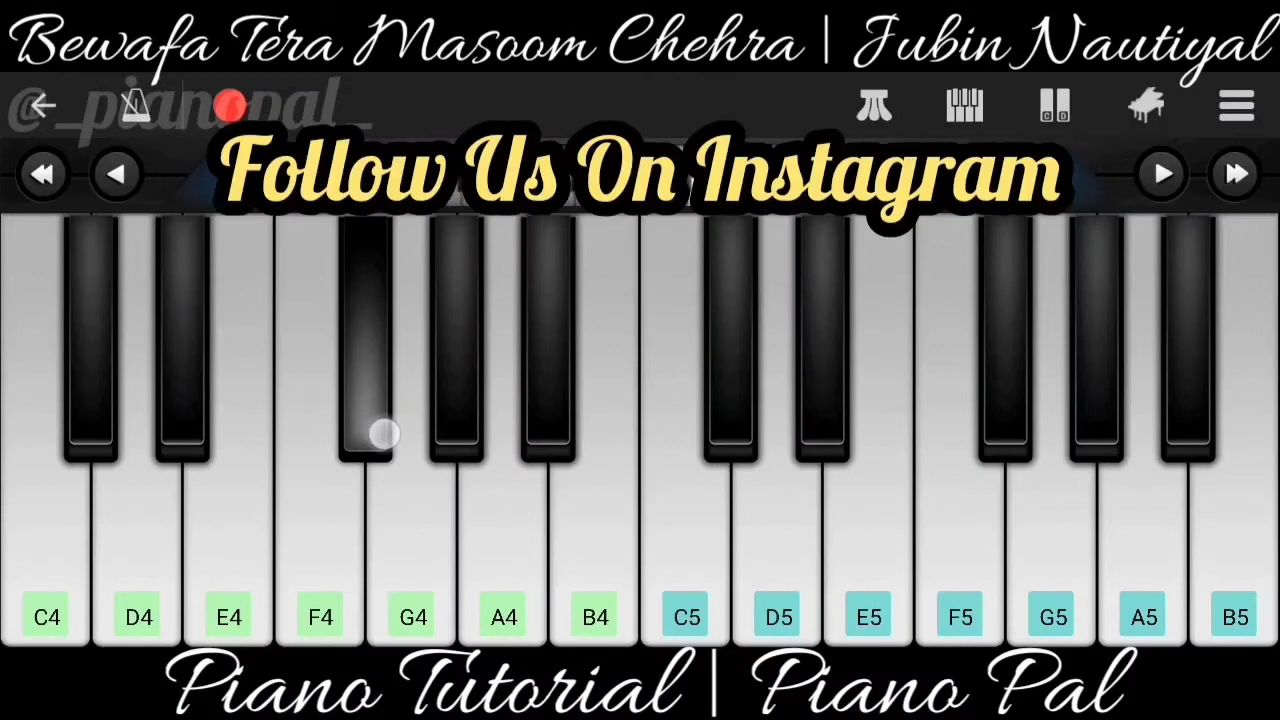 Bewafa Tera Masoom Chehra | Jubin Nautiyal
@_pianopal_
Follow Us On Instagram
C D
C4 D4 E4 F4 G4 A4 B4 C5 D5 E5 F5 G5 A5 B5
Piano Tutorial | Piano Pal